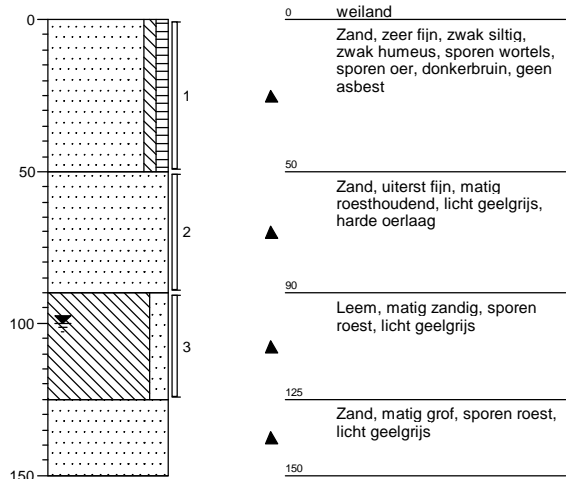 0
50
100
150
1
2
3
0
weiland
Zand, zeer fijn, zwak siltig,
zwak humeus, sporen wortels,
sporen oer, donkerbruin, geen
asbest
50
Zand, uiterst fijn, matig
roesthoudend, licht geelgrijs,
harde oerlaag
90
Leem, matig zandig, sporen
roest, licht geelgrijs
125
Zand, matig grof, sporen roest,
licht geelgrijs
150